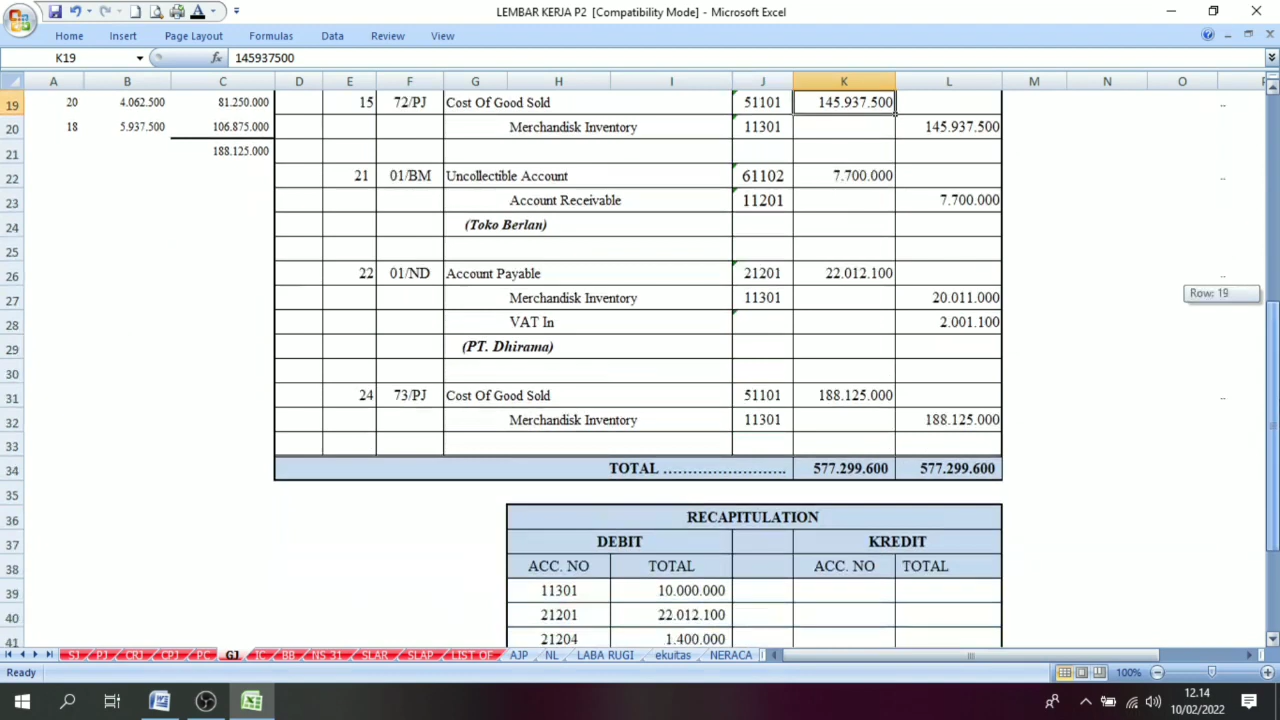 LEMBAR KERJA P2 [Compatibility Mode] - Microsoft Excel
Home Insert Page Layout Formulas Data Review View
K19 fx 145937500
A B C D E F G H I J K L M N O
19 20 4.062.500 81.250.000 15 72/PJ Cost Of Good Sold 51101 145.937.500 ..
20 18 5.937.500 106.875.000 Merchandisk Inventory 11301 145.937.500
21 188.125.000
22 21 01/BM Uncollectible Account 61102 7.700.000 ..
23 Account Receivable 11201 7.700.000
24 (Toko Berlan)
25
26 22 01/ND Account Payable 21201 22.012.100 ..
27 Merchandisk Inventory 11301 20.011.000 Row: 19
28 VAT In 2.001.100
29 (PT. Dhirama)
30
31 24 73/PJ Cost Of Good Sold 51101 188.125.000 ..
32 Merchandisk Inventory 11301 188.125.000
33
34 TOTAL ............................. 577.299.600 577.299.600
35
36 RECAPITULATION
37 DEBIT KREDIT
38 ACC. NO TOTAL ACC. NO TOTAL
39 11301 10.000.000
40 21201 22.012.100
41 21204 1.400.000
SJ PJ CRJ CPJ PC GJ IC BB NS 31 SLAR SLAP LIST OF AJP NL LABA RUGI ekuitas NERACA
Ready 100%
12.14
10/02/2022